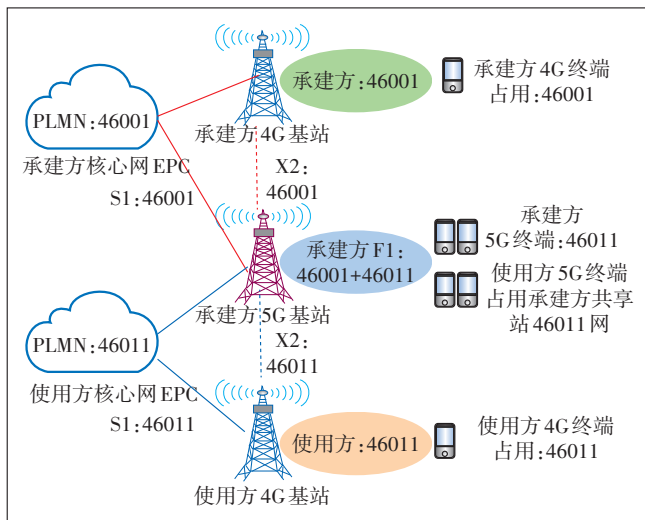 承建方:46001
承建方4G终端
占用:46001
PLMN:46001
承建方4G基站
承建方核心网EPC
S1:46001
X2:
46001
承建方F1:
46001+46011
承建方
5G终端:46011
使用方5G终端
占用承建方共享
站46011网
承建方5G基站
PLMN:46011
X2:
46011
使用方核心网EPC
S1:46011
使用方:46011
使用方4G终端
占用:46011
使用方4G基站